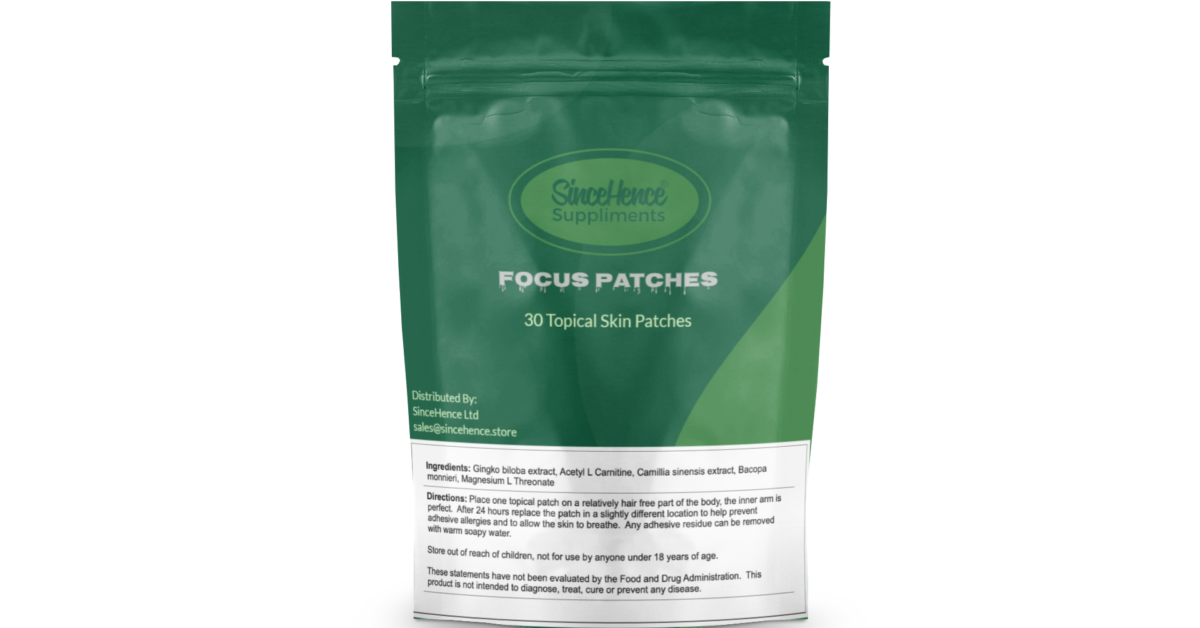 SinceHence®
Suppliments
FOCUS PATCHES
30 Topical Skin Patches
Distributed By:
SinceHence Ltd
sales@sincehence.store
Ingredients: Gingko biloba extract, Acetyl L Carnitine, Camillia sinensis extract, Bacopa
monnieri, Magnesium L Threonate
Directions: Place one topical patch on a relatively hair free part of the body, the inner arm is
perfect. After 24 hours replace the patch in a slightly different location to help prevent
adhesive allergies and to allow the skin to breathe. Any adhesive residue can be removed
with warm soapy water.
Store out of reach of children, not for use by anyone under 18 years of age.
These statements have not been evaluated by the Food and Drug Administration. This
product is not intended to diagnose, treat, cure or prevent any disease.